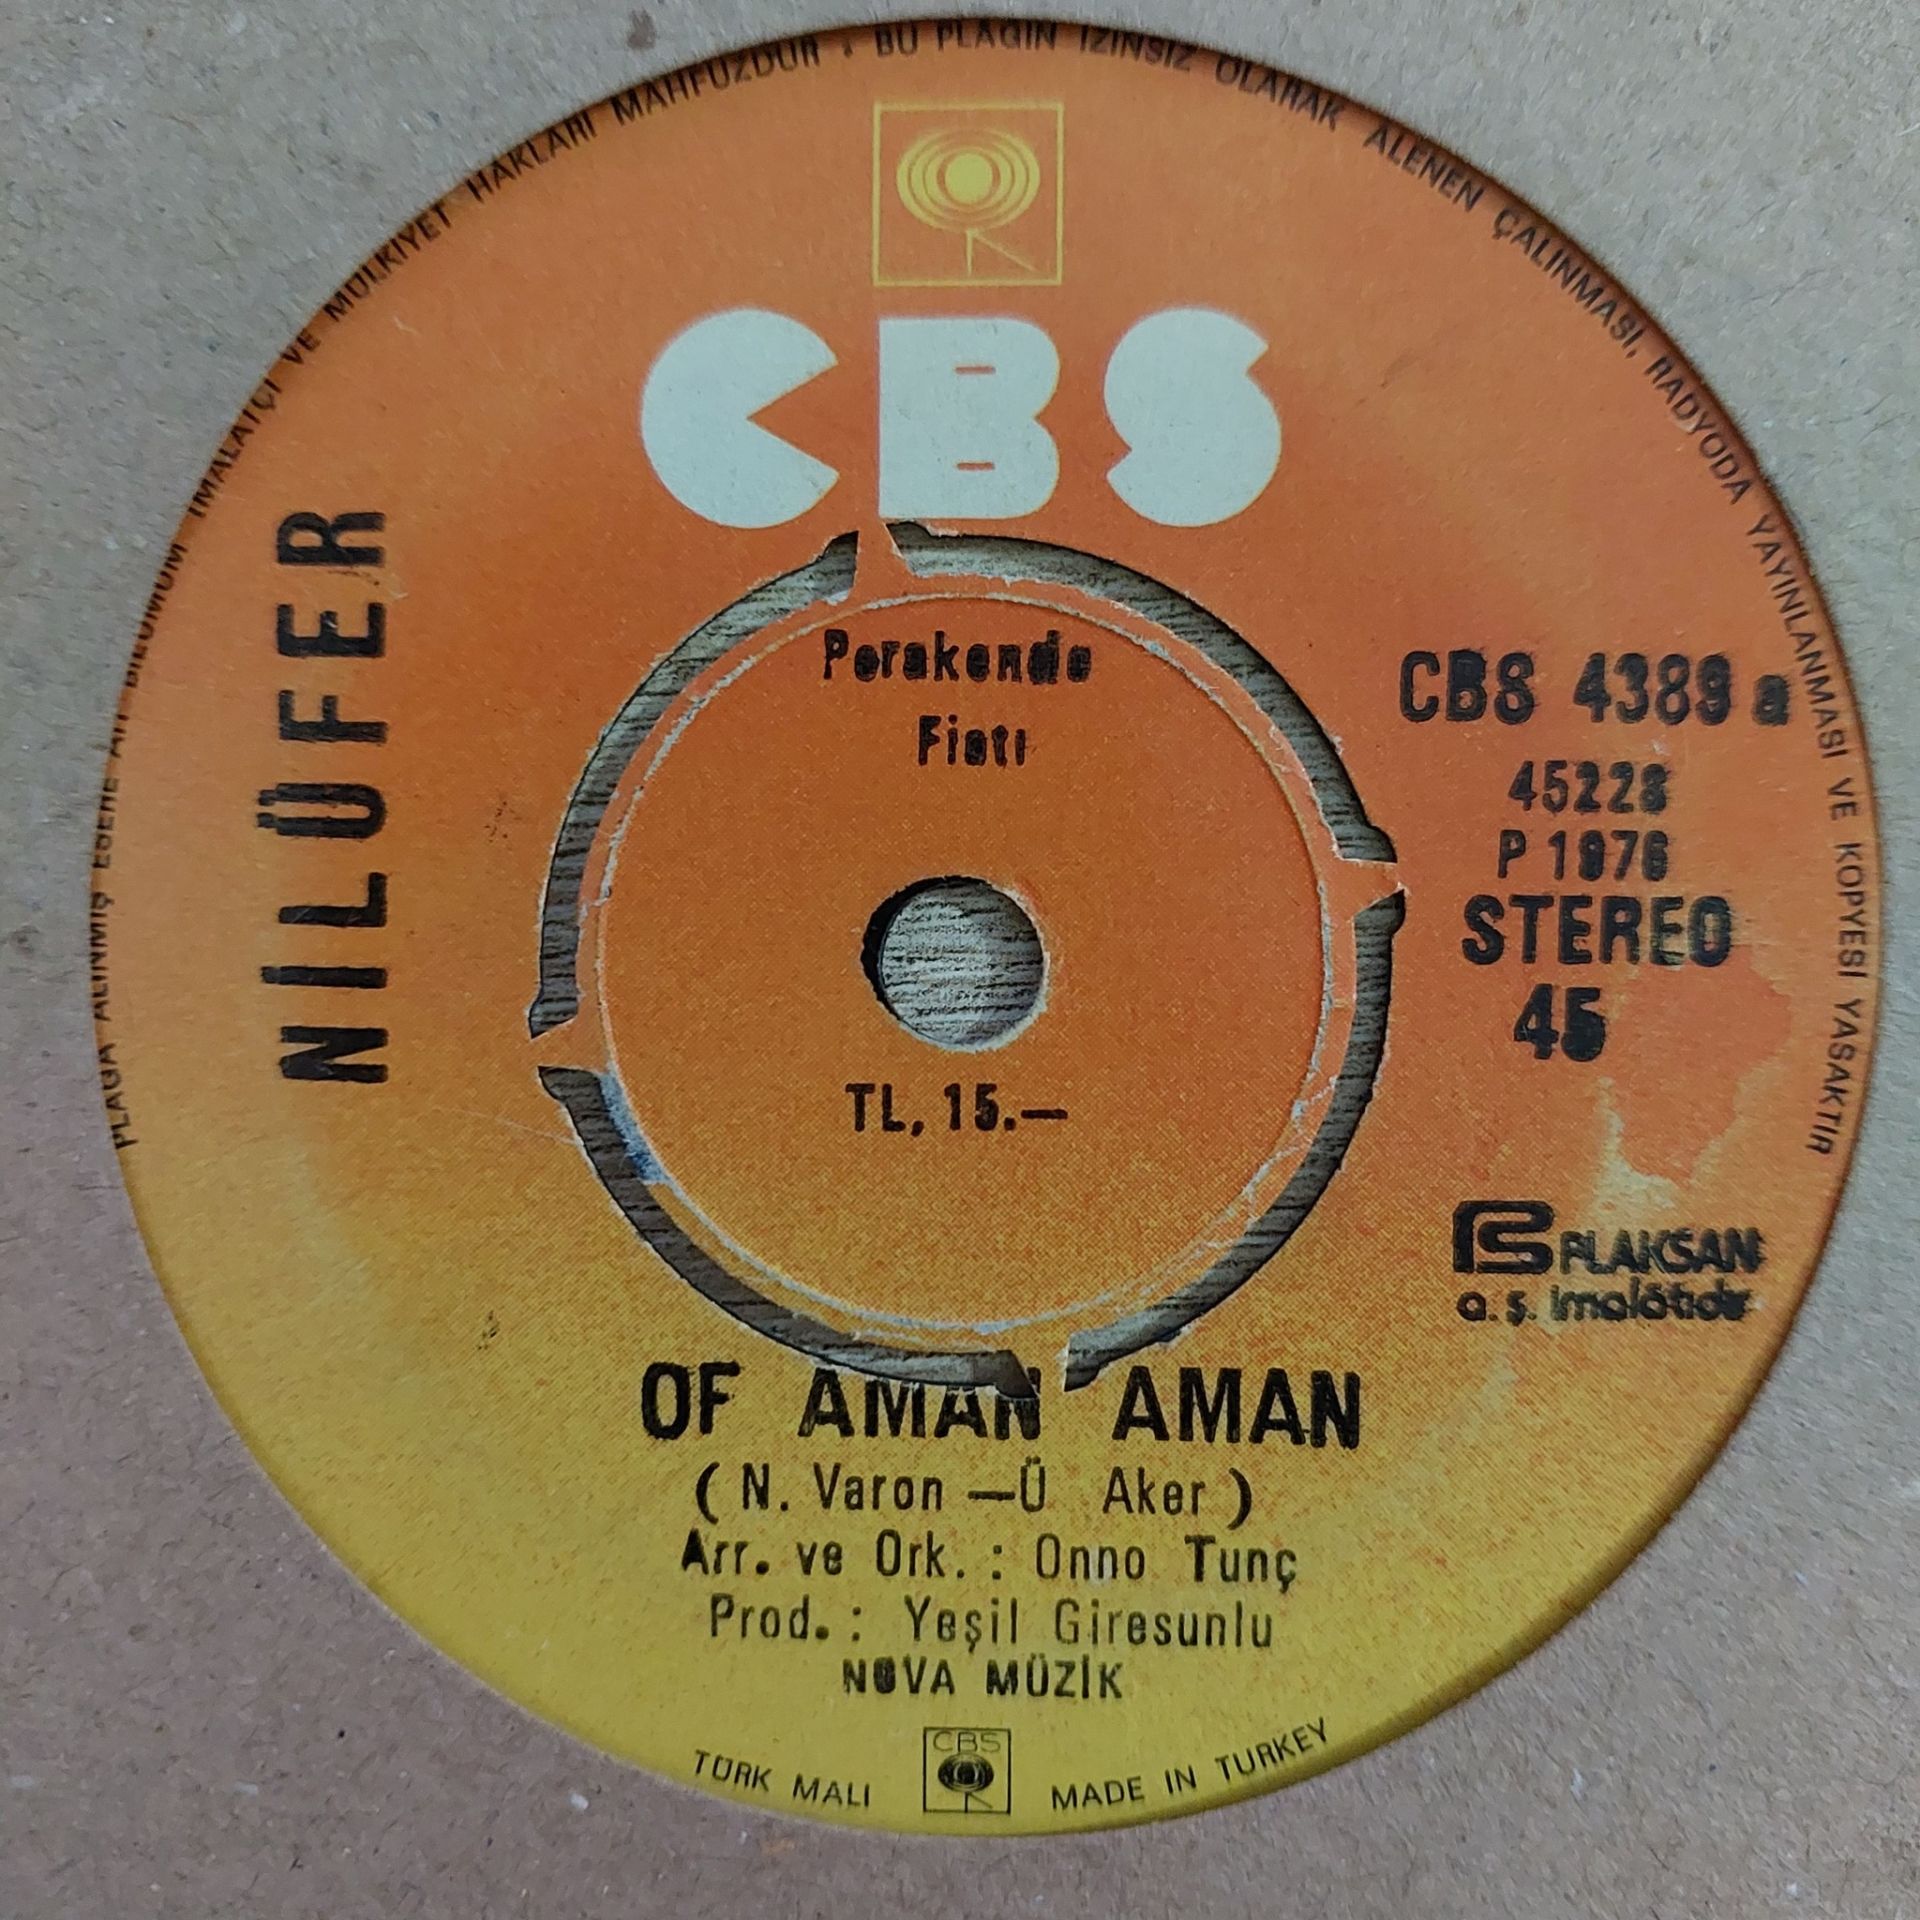 PLAĞA ALINMIŞ ESERE AİT BİLUMUM İMALATÇI VE MÜLKİYET HAKLARI MAHFUZDUR • BU PLAĞIN İZİNSİZ OLARAK ALENEN ÇALINMASI, RADYODA YAYINLANMASI VE KOPYESİ YASAKTIR
CBS
NİLÜFER
Perakende
Fiatı
TL, 15.—
CBS 4389 a
45228
P 1976
STEREO
45
PLAKSAN
a. ş. imalâtıdır
OF AMAN AMAN
( N. Varon — Ü Aker )
Arr. ve Ork. : Onno Tunç
Prod. : Yeşil Giresunlu
NOVA MÜZİK
TÜRK MALI CBS MADE IN TURKEY